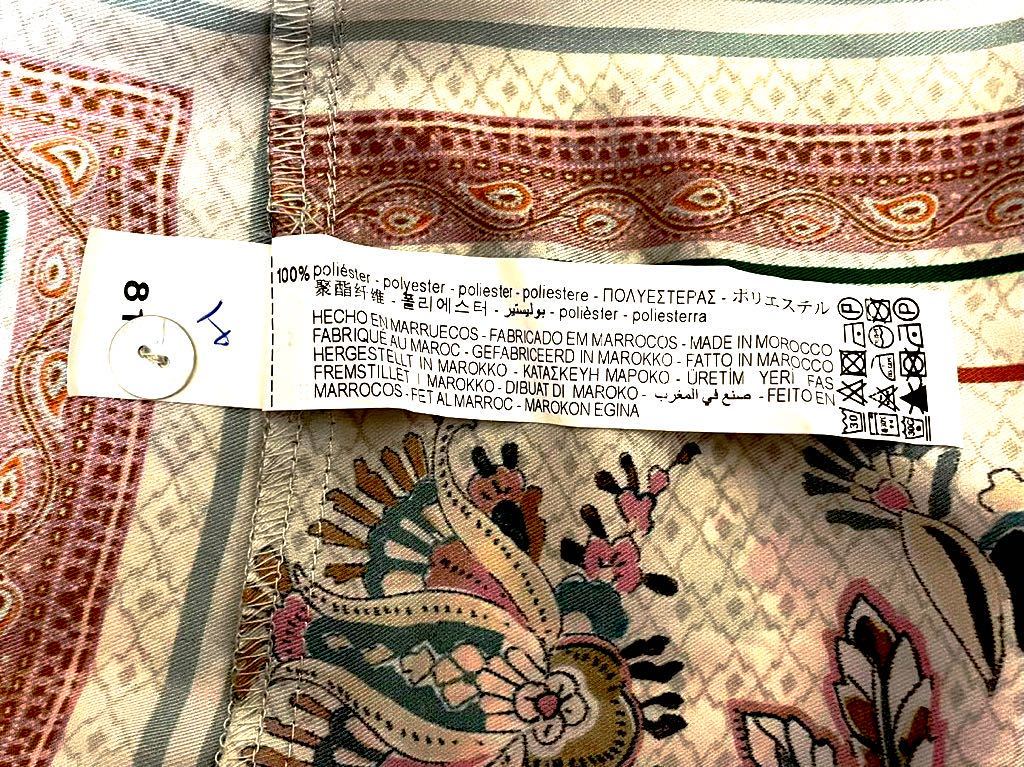 81
100% poliéster - polyester - poliester - poliestere - ΠΟΛΥΕΣΤΕΡΑΣ - ポリエステル
聚酯纤维 - 폴리에스터 - بوليستير - polièster - poliesterra
HECHO EN MARRUECOS - FABRICADO EM MARROCOS - MADE IN MOROCCO
FABRIQUÉ AU MAROC - GEFABRICEERD IN MAROKKO - FATTO IN MAROCCO
HERGESTELLT IN MAROKKO - ΚΑΤΑΣΚΕΥΗ ΜΑΡΟΚΟ - ÜRETİM YERİ FAS
FREMSTILLET I MAROKKO - DIBUAT DI MAROKO - صنع في المغرب - FEITO EN
MARROCOS - FET AL MARROC - MAROKON EGINA